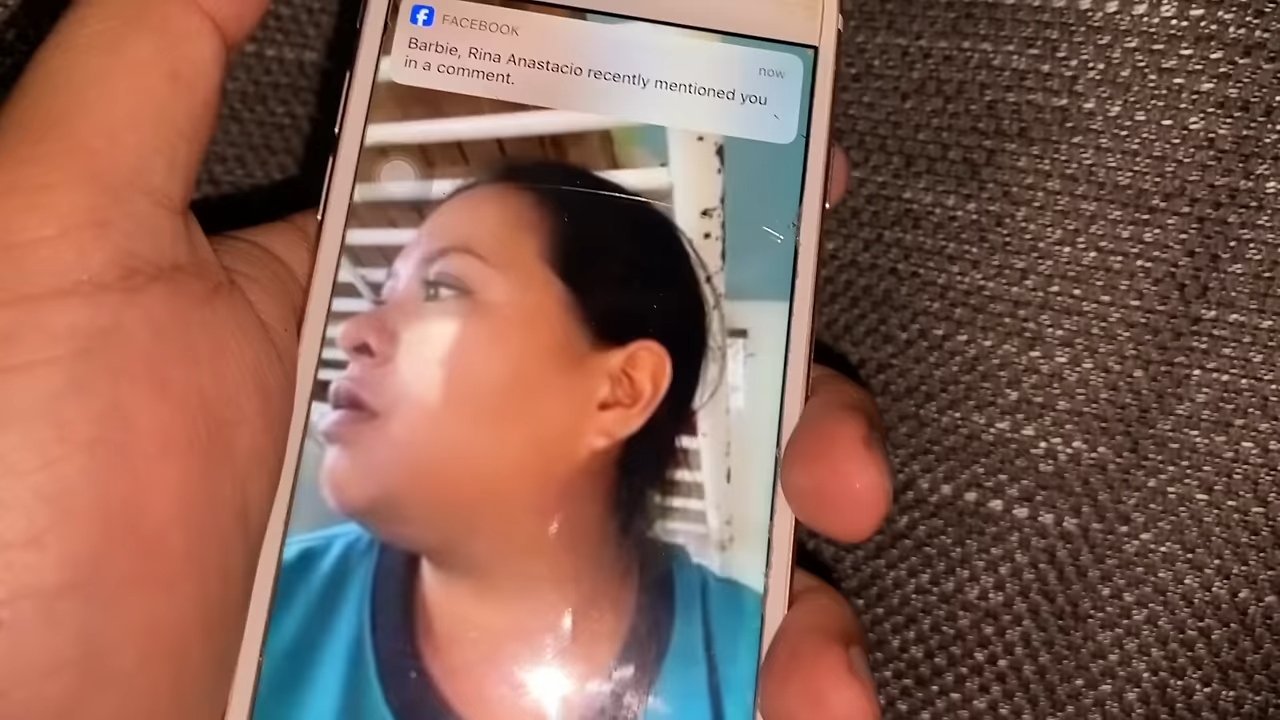 FACEBOOK
now
Barbie, Rina Anastacio recently mentioned you
in a comment.